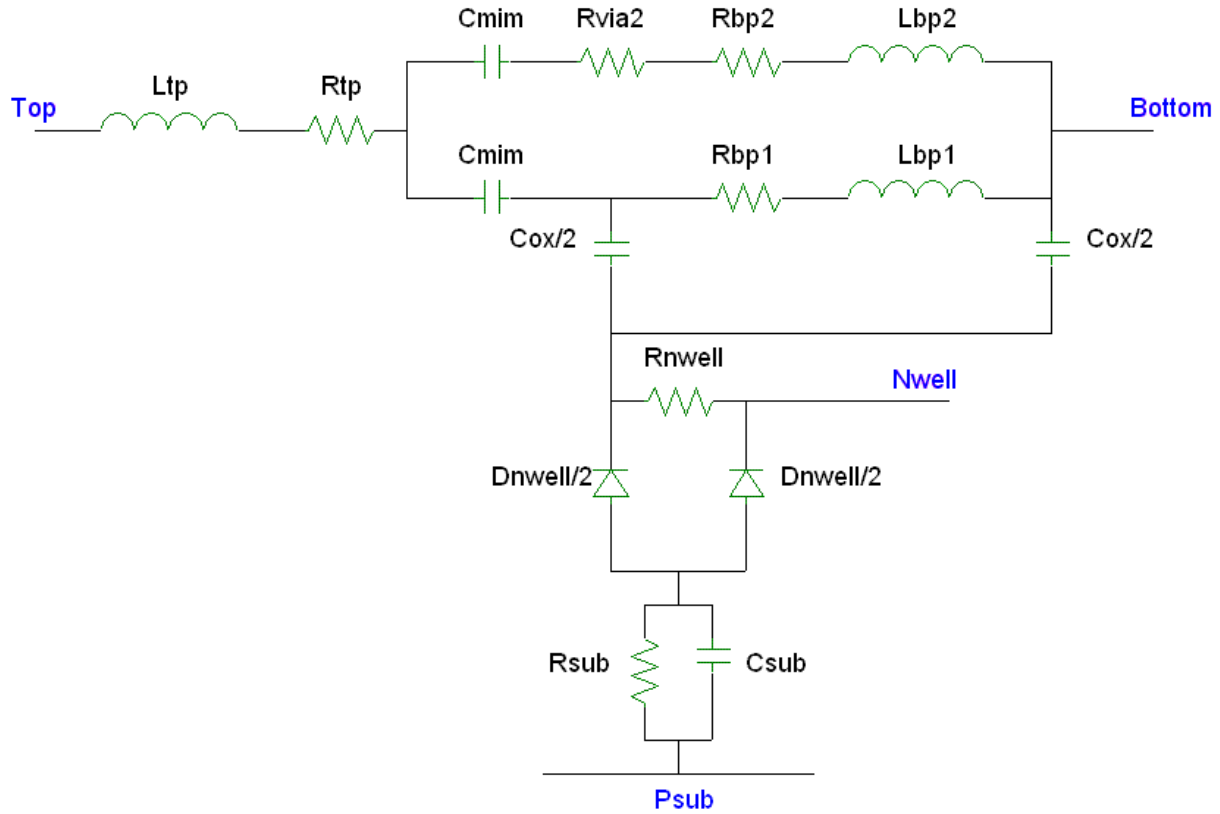 Cmim Rvia2 Rbp2 Lbp2
Ltp Rtp
Top Bottom
Cmim Rbp1 Lbp1
Cox/2 Cox/2
Rnwell
Nwell
Dnwell/2 Dnwell/2
Rsub Csub
Psub